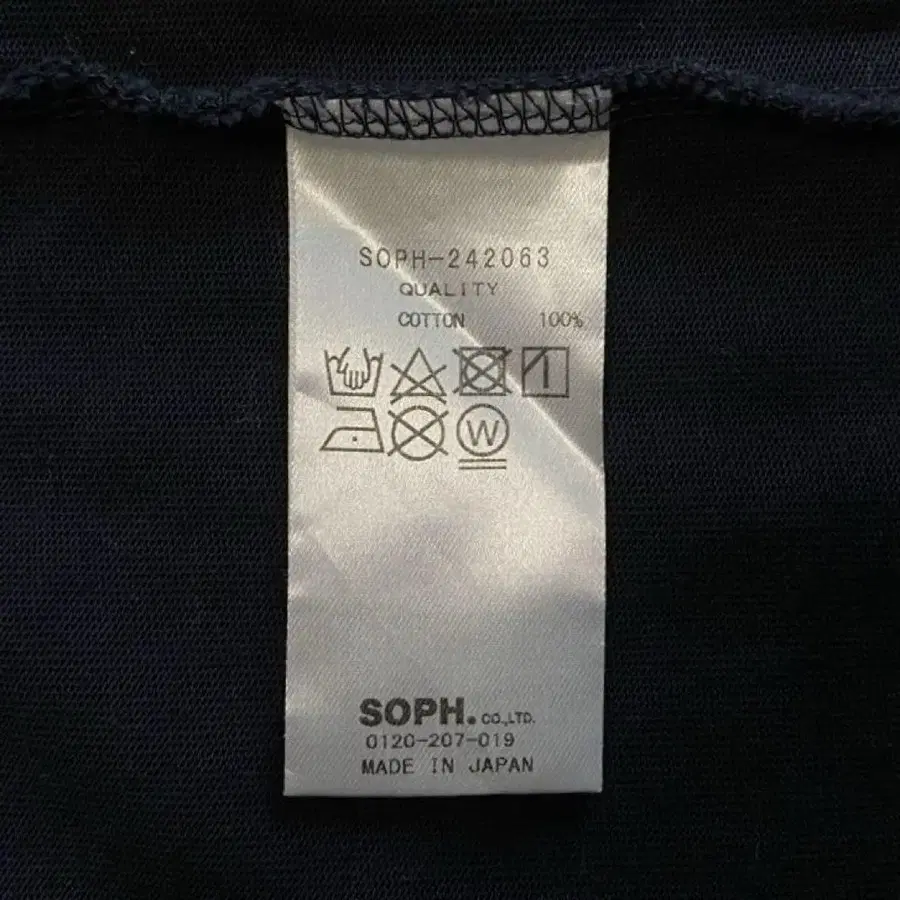 SOPH-242063
QUALITY
COTTON 100%
W
SOPH. CO.,LTD.
0120-207-019
MADE IN JAPAN